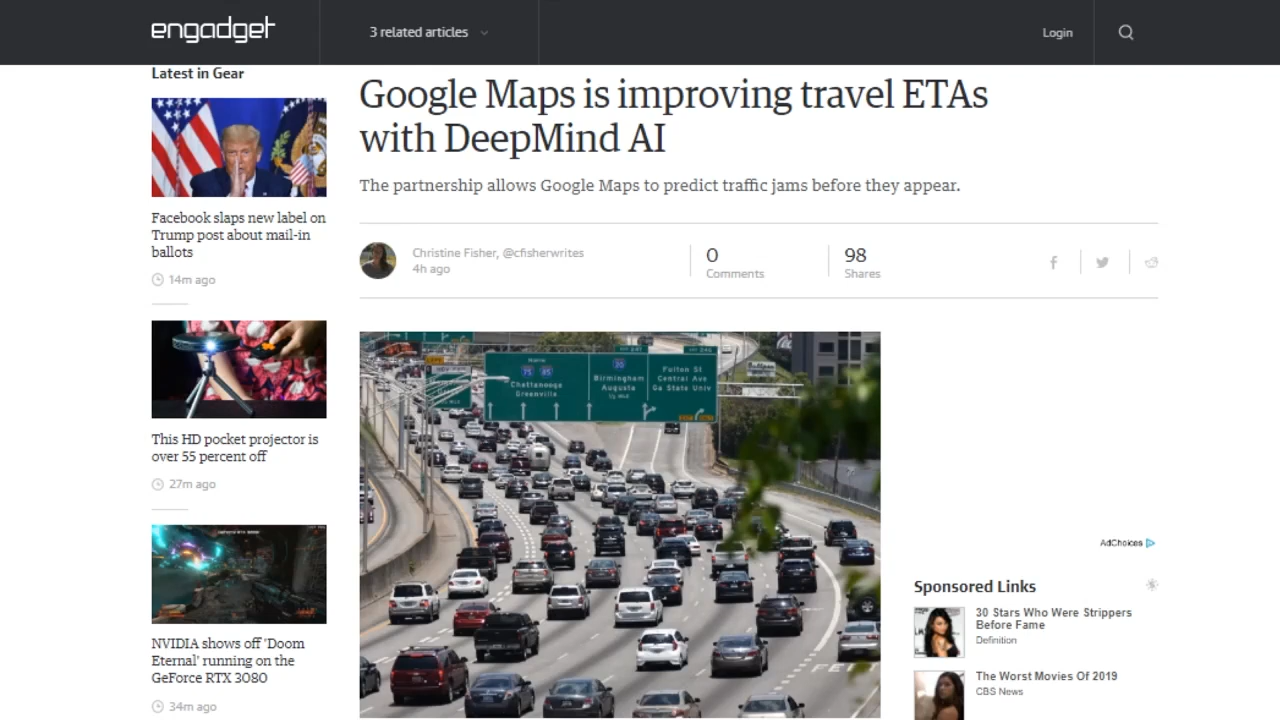 engadget
3 related articles
Login
Latest in Gear
Facebook slaps new label on
Trump post about mail-in
ballots
14m ago
This HD pocket projector is
over 55 percent off
27m ago
NVIDIA shows off 'Doom
Eternal' running on the
GeForce RTX 3080
34m ago
Google Maps is improving travel ETAs
with DeepMind AI
The partnership allows Google Maps to predict traffic jams before they appear.
Christine Fisher, @cfisherwrites
4h ago
0
Comments
98
Shares
75 85
Chattanooga
Greenville
20
Birmingham
Augusta
Fulton St
Central Ave
Ga State Univ
AdChoices
Sponsored Links
30 Stars Who Were Strippers
Before Fame
Definition
The Worst Movies Of 2019
CBS News